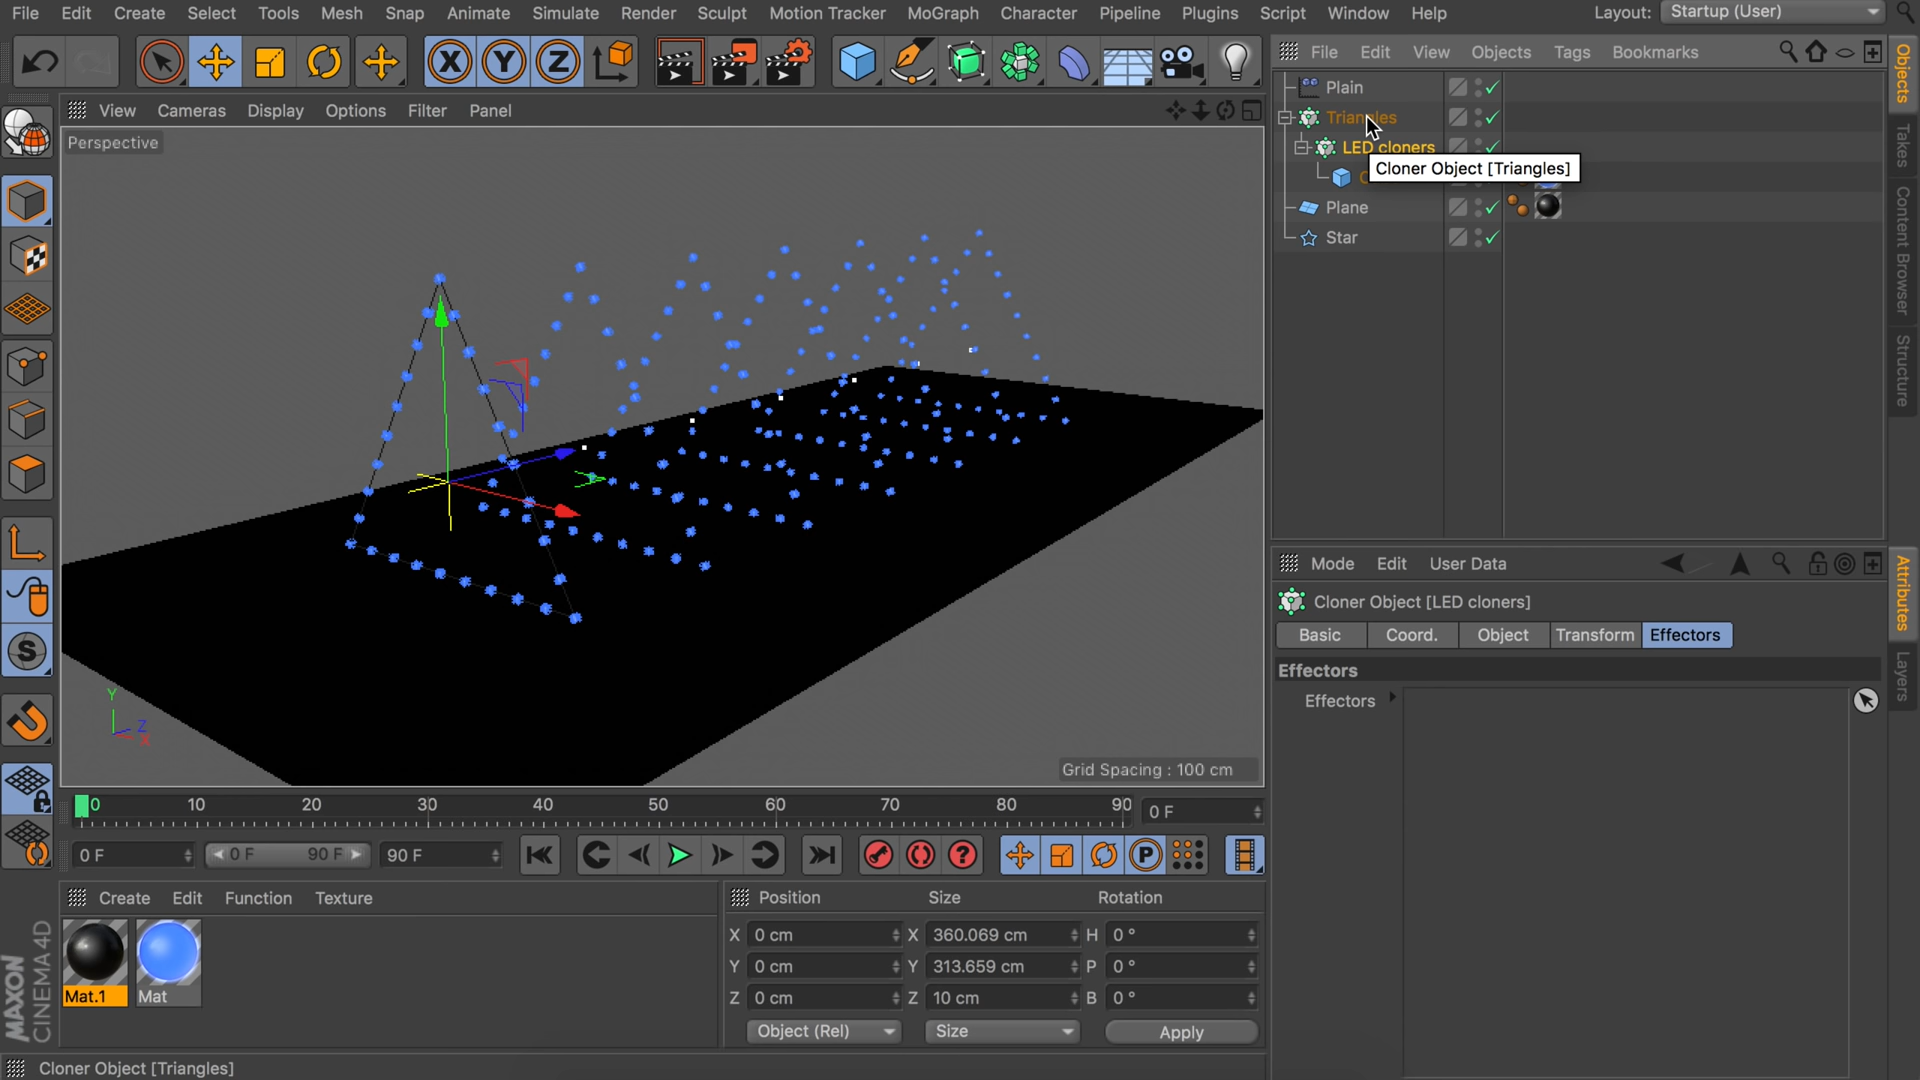 File Edit Create Select Tools Mesh Snap Animate Simulate Render Sculpt Motion Tracker MoGraph Character Pipeline Plugins Script Window Help Layout: Startup (User)
File Edit View Objects Tags Bookmarks
Objects
Takes
Content Browser
Structure
Plain
Triangles
LED cloners
Cloner Object [Triangles]
Plane
Star
View Cameras Display Options Filter Panel
Perspective
Y
Z
X
Grid Spacing : 100 cm
Mode Edit User Data
Attributes
Layers
Cloner Object [LED cloners]
Basic Coord. Object Transform Effectors
Effectors
Effectors
0 10 20 30 40 50 60 70 80 90 0 F
0 F 0 F 90 F 90 F
Create Edit Function Texture
Mat.1 Mat
Position Size Rotation
X 0 cm X 360.069 cm H 0 °
Y 0 cm Y 313.659 cm P 0 °
Z 0 cm Z 10 cm B 0 °
Object (Rel) Size Apply
MAXON
CINEMA 4D
Cloner Object [Triangles]